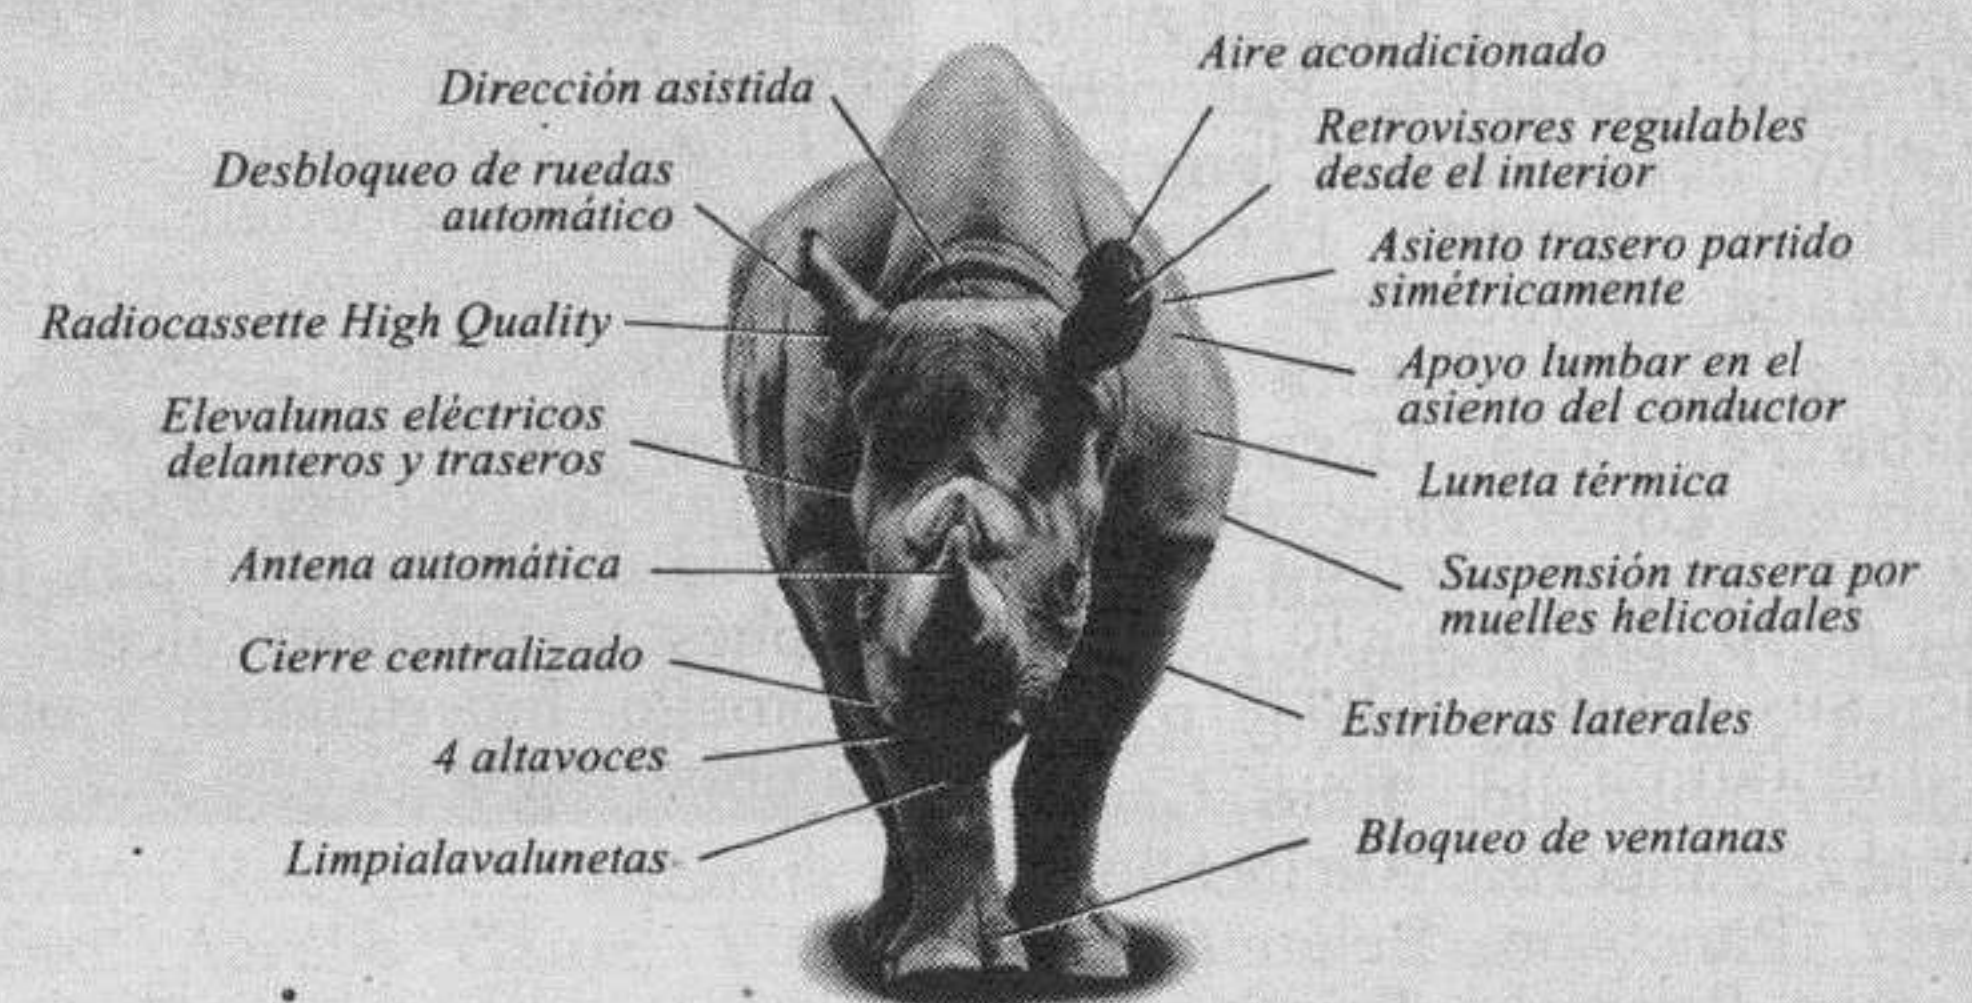 Dirección asistida
Desbloqueo de ruedas
automático
Radiocassette High Quality
Elevalunas eléctricos
delanteros y traseros
Antena automática
Cierre centralizado
4 altavoces
Limpialavalunetas
Aire acondicionado
Retrovisores regulables
desde el interior
Asiento trasero partido
simétricamente
Apoyo lumbar en el
asiento del conductor
Luneta térmica
Suspensión trasera por
muelles helicoidales
Estriberas laterales
Bloqueo de ventanas